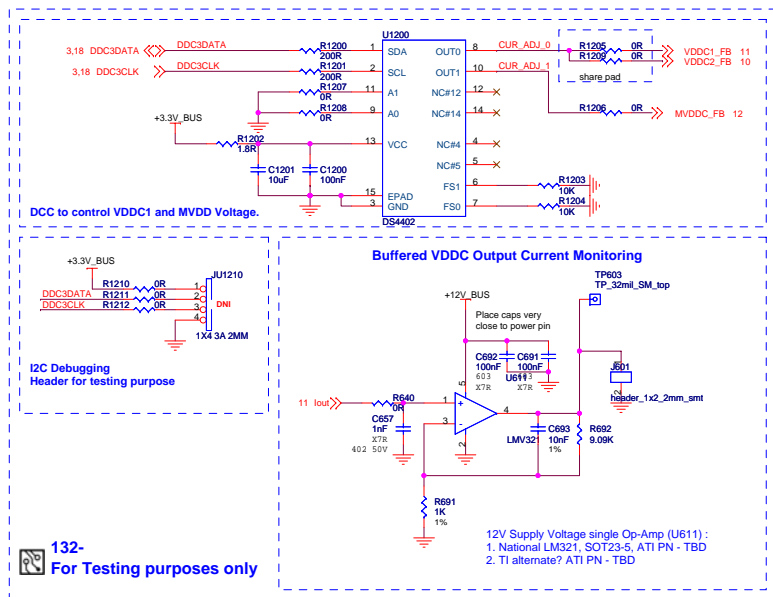 U1200
3,18 DDC3DATA
DDC3DATA
R1200
200R
1 SDA
OUT0 8
CUR_ADJ_0
R1205 0R
VDDC1_FB 11
R1209 0R
VDDC2_FB 10
share pad
3,18 DDC3CLK
DDC3CLK
R1201
200R
2 SCL
OUT1 10
CUR_ADJ_1
R1207
0R
11 A1
NC#12 12
R1208
0R
9 A0
NC#14 14
R1206 0R
MVDDC_FB 12
+3.3V_BUS
R1202
1.8R
13 VCC
NC#4 4
NC#5 5
C1201
10uF
C1200
100nF
FS1 6
R1203
10K
15 EPAD
3 GND
FS0 7
R1204
10K
DS4402
DCC to control VDDC1 and MVDD Voltage.
+3.3V_BUS
JU1210
R1210 0R
1
DDC3DATA
R1211 0R
2
DNI
DDC3CLK
R1212 0R
3
4
1X4 3A 2MM
I2C Debugging
Header for testing purpose
Buffered VDDC Output Current Monitoring
TP603
TP_32mil_SM_top
+12V_BUS
Place caps very
close to power pin
C692
100nF
603
X7R
C691
100nF
603
X7R
U611
J601
header_1x2_2mm_smt
11 Iout
R640
0R
C657
1nF
X7R
402 50V
1
+
3
-
5
4
2
LMV321
C693
10nF
1%
R692
9.09K
R691
1K
1%
12V Supply Voltage single Op-Amp (U611) :
1. National LM321, SOT23-5, ATI PN - TBD
2. TI alternate? ATI PN - TBD
132-
For Testing purposes only